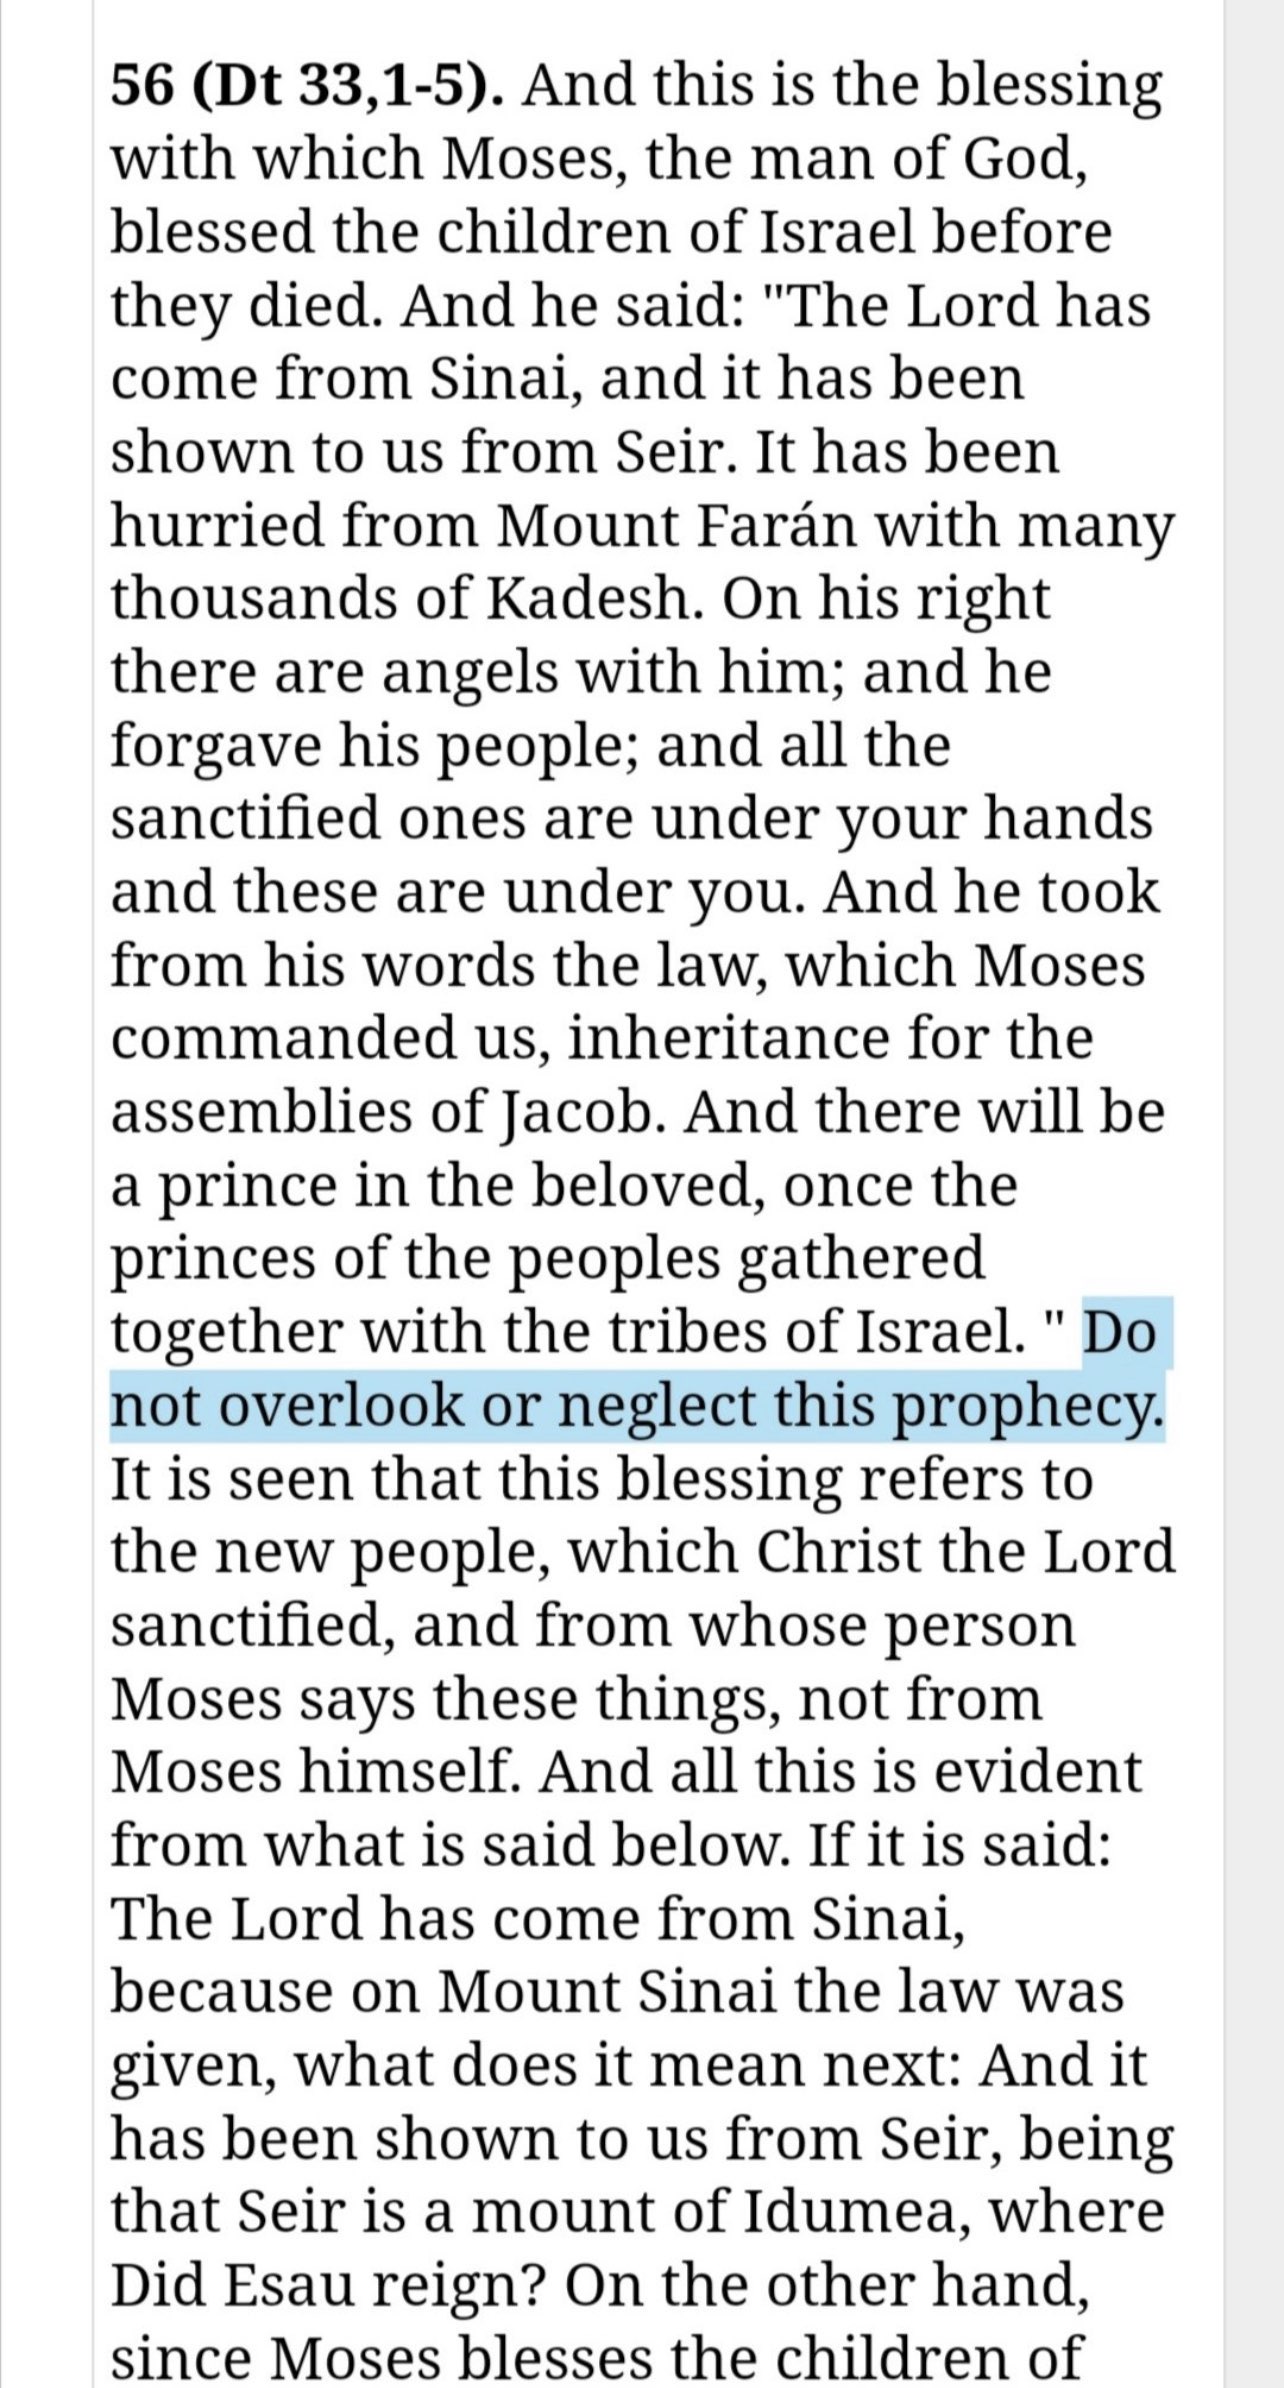 56 (Dt 33,1-5). And this is the blessing
with which Moses, the man of God,
blessed the children of Israel before
they died. And he said: "The Lord has
come from Sinai, and it has been
shown to us from Seir. It has been
hurried from Mount Farán with many
thousands of Kadesh. On his right
there are angels with him; and he
forgave his people; and all the
sanctified ones are under your hands
and these are under you. And he took
from his words the law, which Moses
commanded us, inheritance for the
assemblies of Jacob. And there will be
a prince in the beloved, once the
princes of the peoples gathered
together with the tribes of Israel. " Do
not overlook or neglect this prophecy.
It is seen that this blessing refers to
the new people, which Christ the Lord
sanctified, and from whose person
Moses says these things, not from
Moses himself. And all this is evident
from what is said below. If it is said:
The Lord has come from Sinai,
because on Mount Sinai the law was
given, what does it mean next: And it
has been shown to us from Seir, being
that Seir is a mount of Idumea, where
Did Esau reign? On the other hand,
since Moses blesses the children of